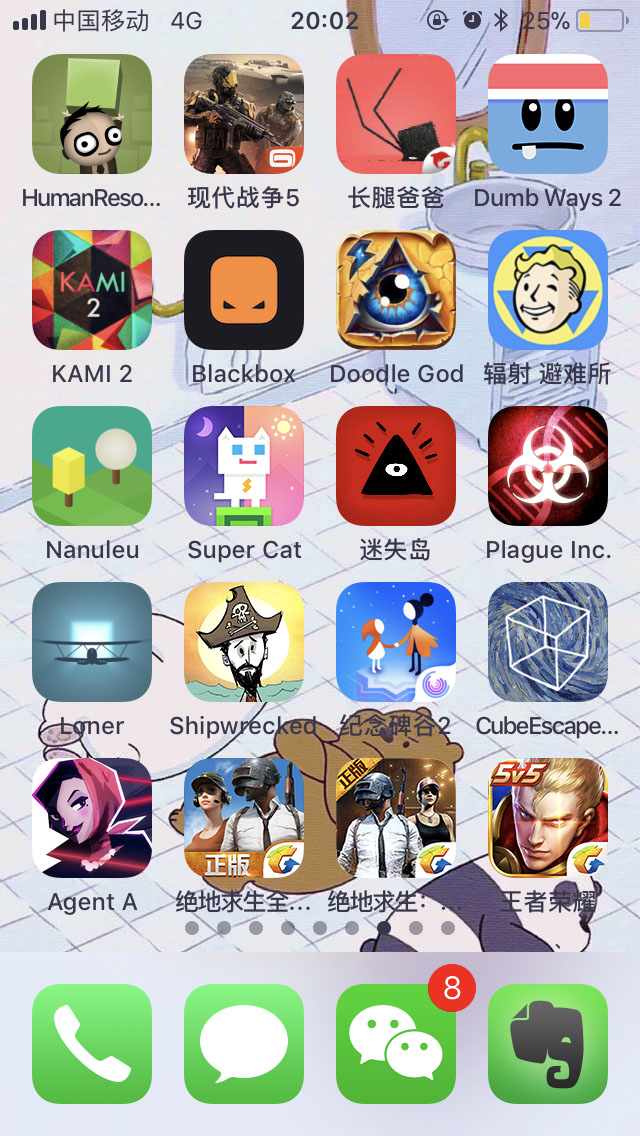 中国移动 4G 20:02 25%
HumanReso... 现代战争5 长腿爸爸 Dumb Ways 2
KAMI
2
KAMI 2 Blackbox Doodle God 辐射 避难所
Nanuleu Super Cat 迷失岛 Plague Inc.
Loner Shipwrecked 纪念碑谷2 CubeEscape...
正版
5v5
正版
Agent A 绝地求生全... 绝地求生：... 王者荣耀
8